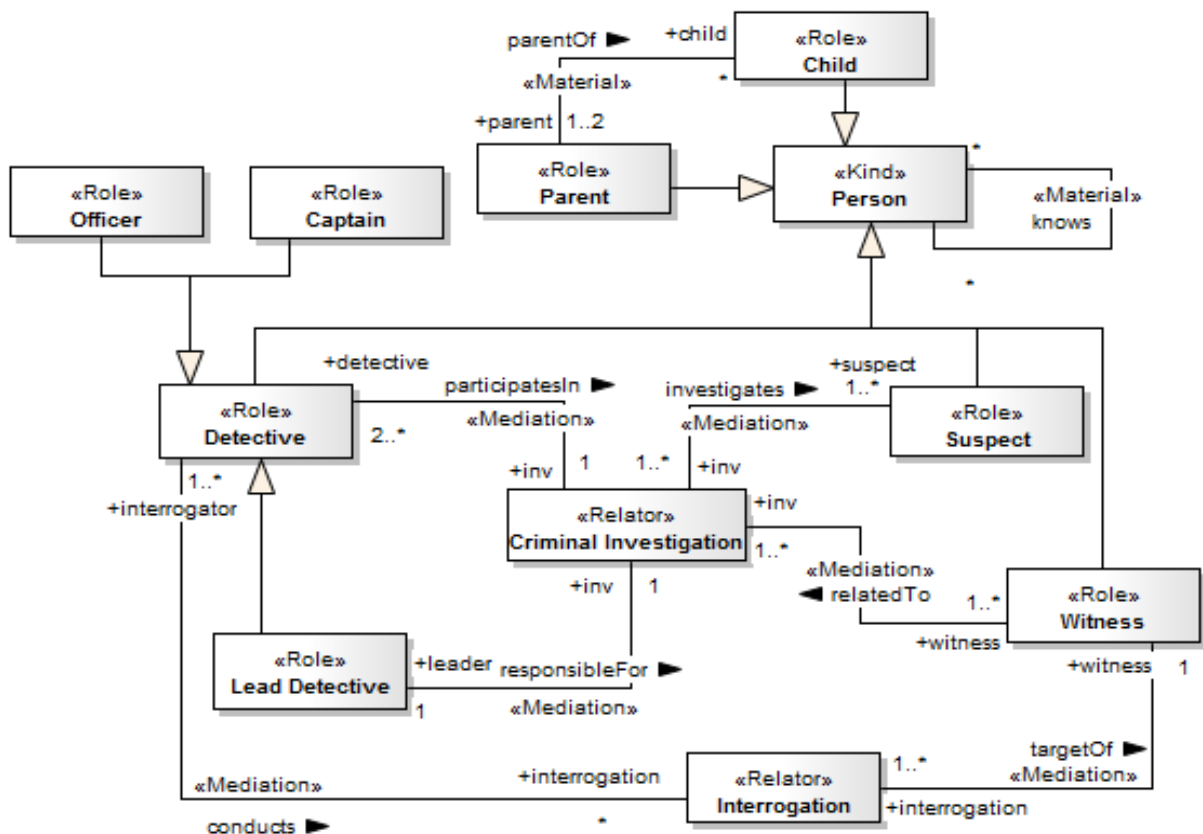 parentOf ►
+child
«Role»
Child
«Material»
*
+parent
1..2
«Role»
Officer
«Role»
Captain
«Role»
Parent
«Kind»
Person
*
«Material»
knows
*
+detective
participatesIn ►
«Mediation»
2..*
+suspect
investigates ►
1..*
«Mediation»
«Role»
Detective
«Role»
Suspect
1..*
+interrogator
1
+inv
1..*
+inv
«Relator»
Criminal Investigation
+inv
1..*
+inv
1
«Mediation»
◄ relatedTo
1..*
+witness
«Role»
Witness
«Role»
Lead Detective
+leader
responsibleFor ►
1
«Mediation»
+witness
1
targetOf ►
«Mediation»
«Mediation»
+interrogation
«Relator»
Interrogation
1..*
+interrogation
conducts ►
*